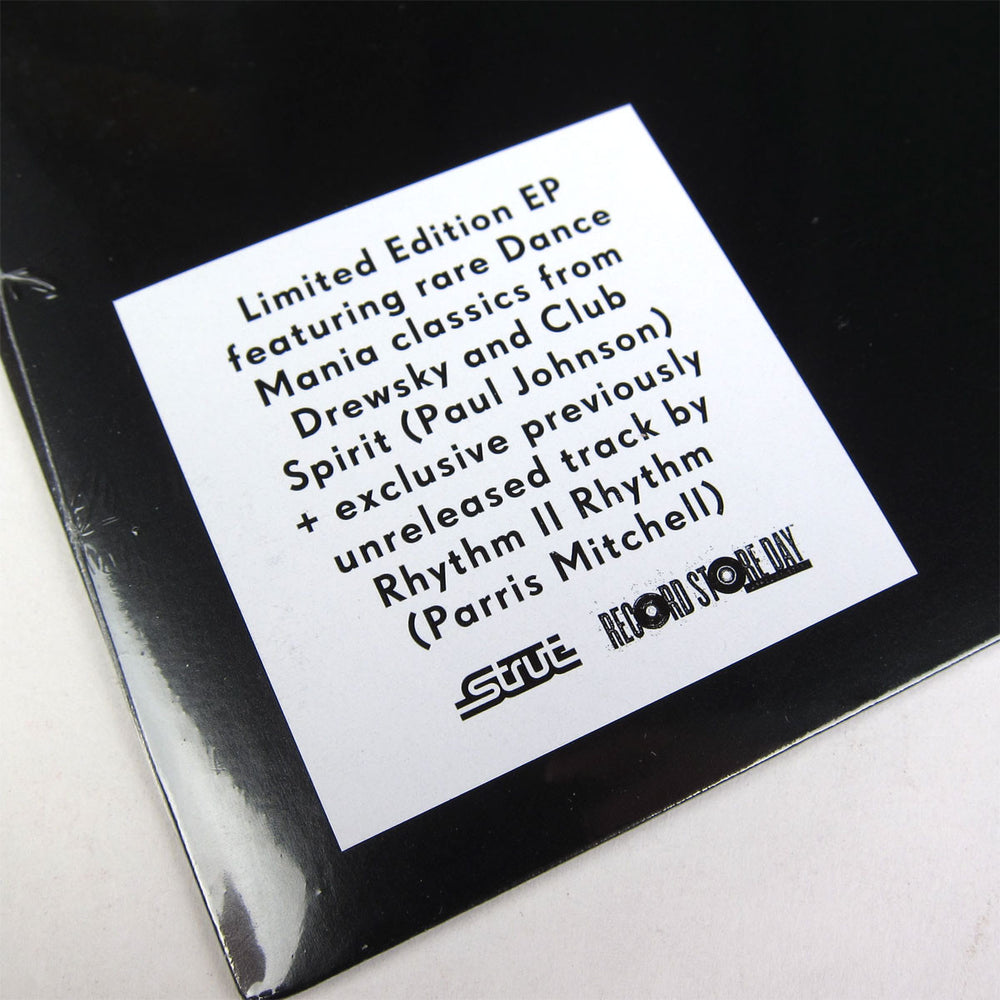 Limited Edition EP
featuring rare Dance
Mania classics from
Drewsky and Club
Spirit (Paul Johnson)
+ exclusive previously
unreleased track by
Rhythm II Rhythm
(Parris Mitchell)
strut
RECORD STORE DAY